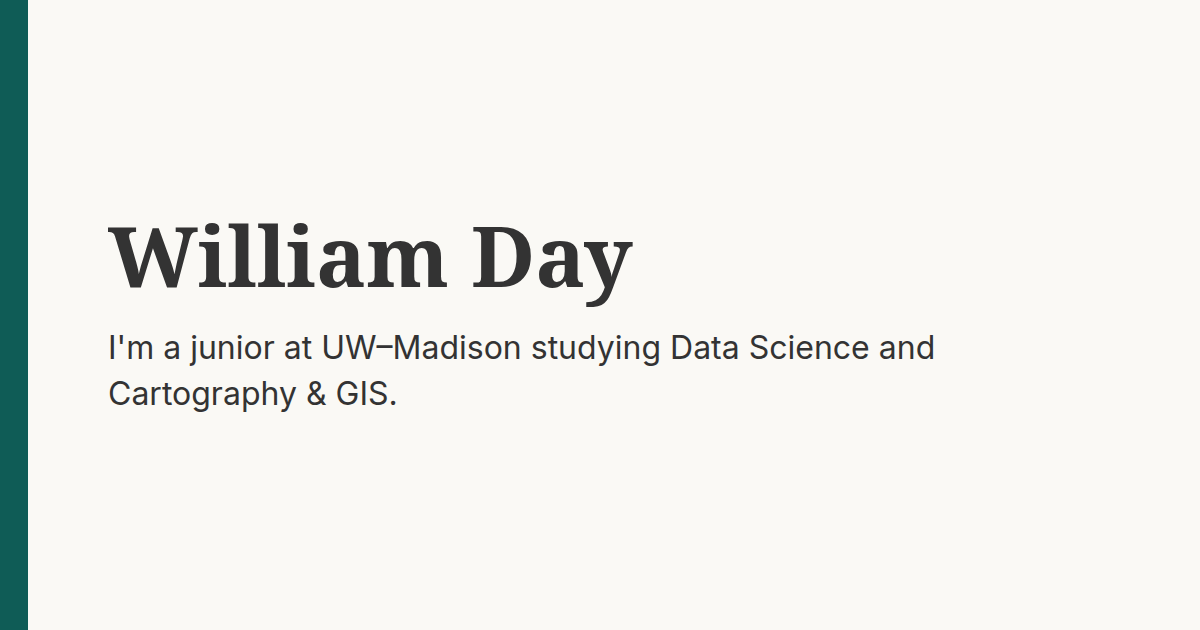 William Day
I'm a junior at UW–Madison studying Data Science and
Cartography & GIS.